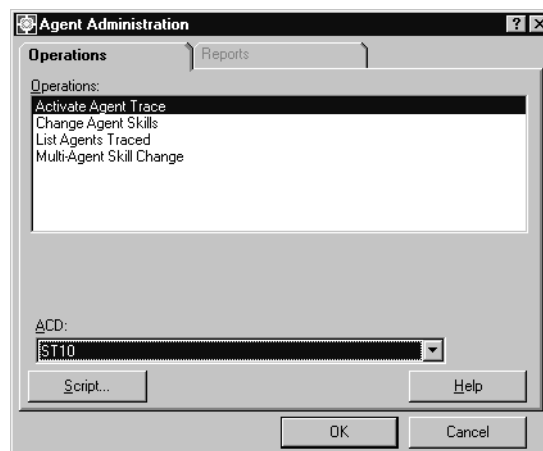 Agent Administration
Operations
Reports
Operations:
Activate Agent Trace
Change Agent Skills
List Agents Traced
Multi-Agent Skill Change
ACD:
ST10
Script...
Help
OK
Cancel